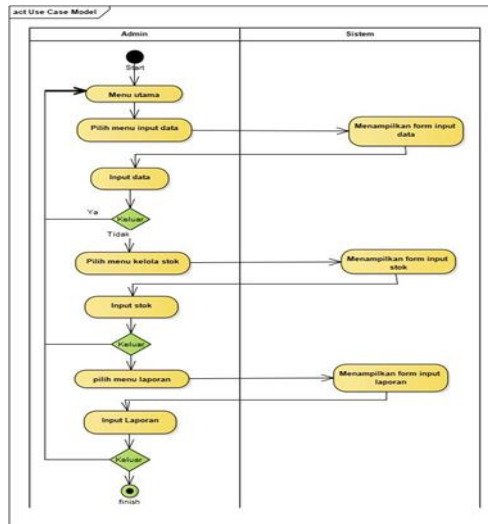 act Use Case Model
Admin
Sistem
Start
Menu utama
Pilih menu input data
Menampilkan form input
data
Input data
Ya
Keluar
Tidak
Pilih menu kelola stok
Menampilkan form input
stok
Input stok
Keluar
pilih menu laporan
Menampilkan form input
laporan
Input Laporan
Keluar
finish